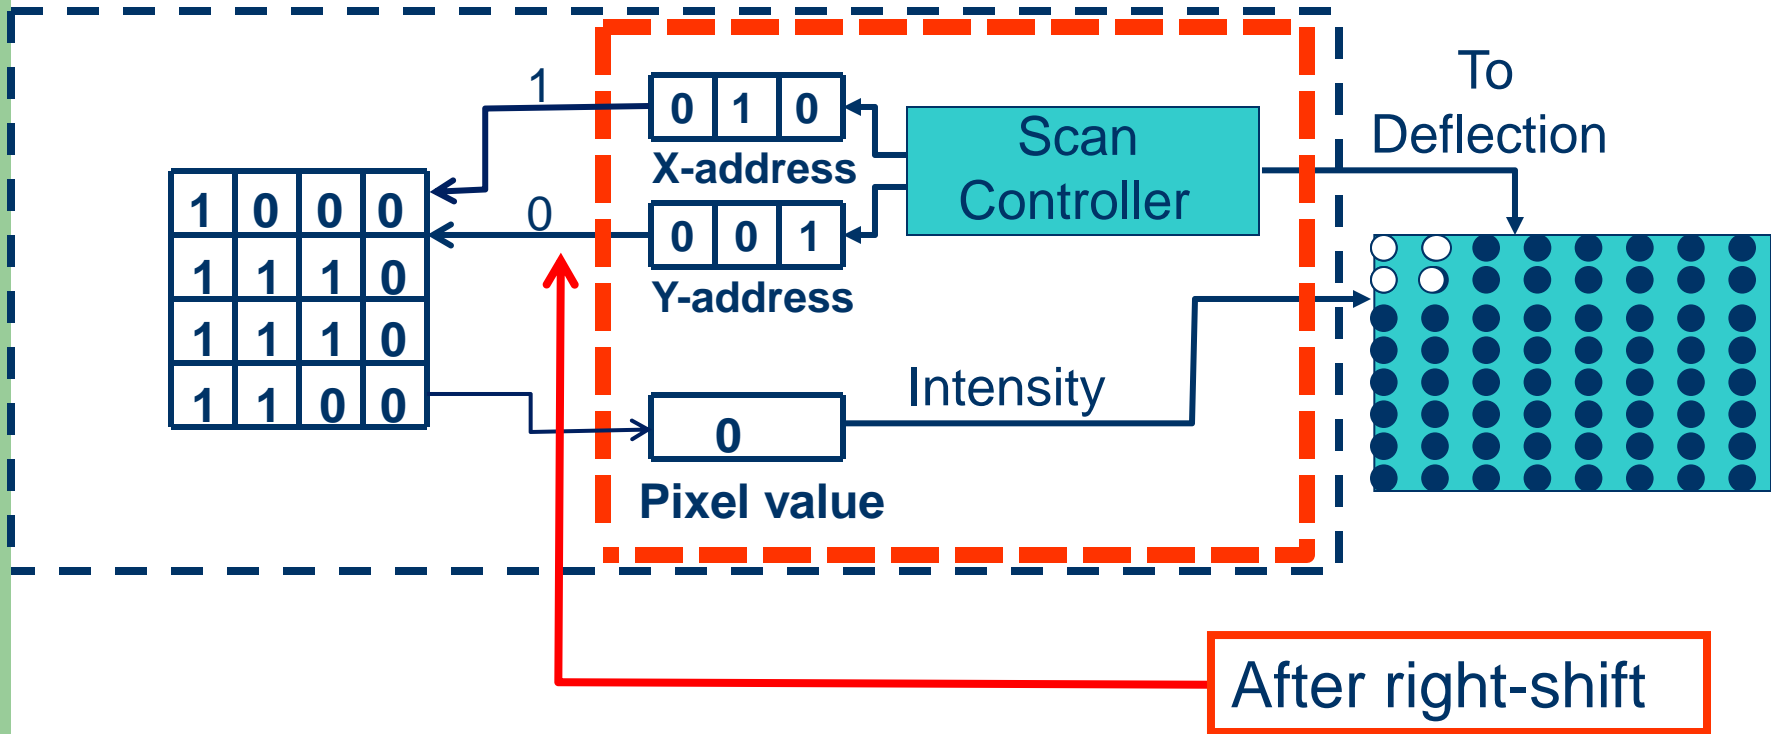 1
0 1 0
X-address
Scan
Controller
To
Deflection
1 0 0 0
1 1 1 0
1 1 1 0
1 1 0 0
0
0 0 1
Y-address
Intensity
0
Pixel value
After right-shift